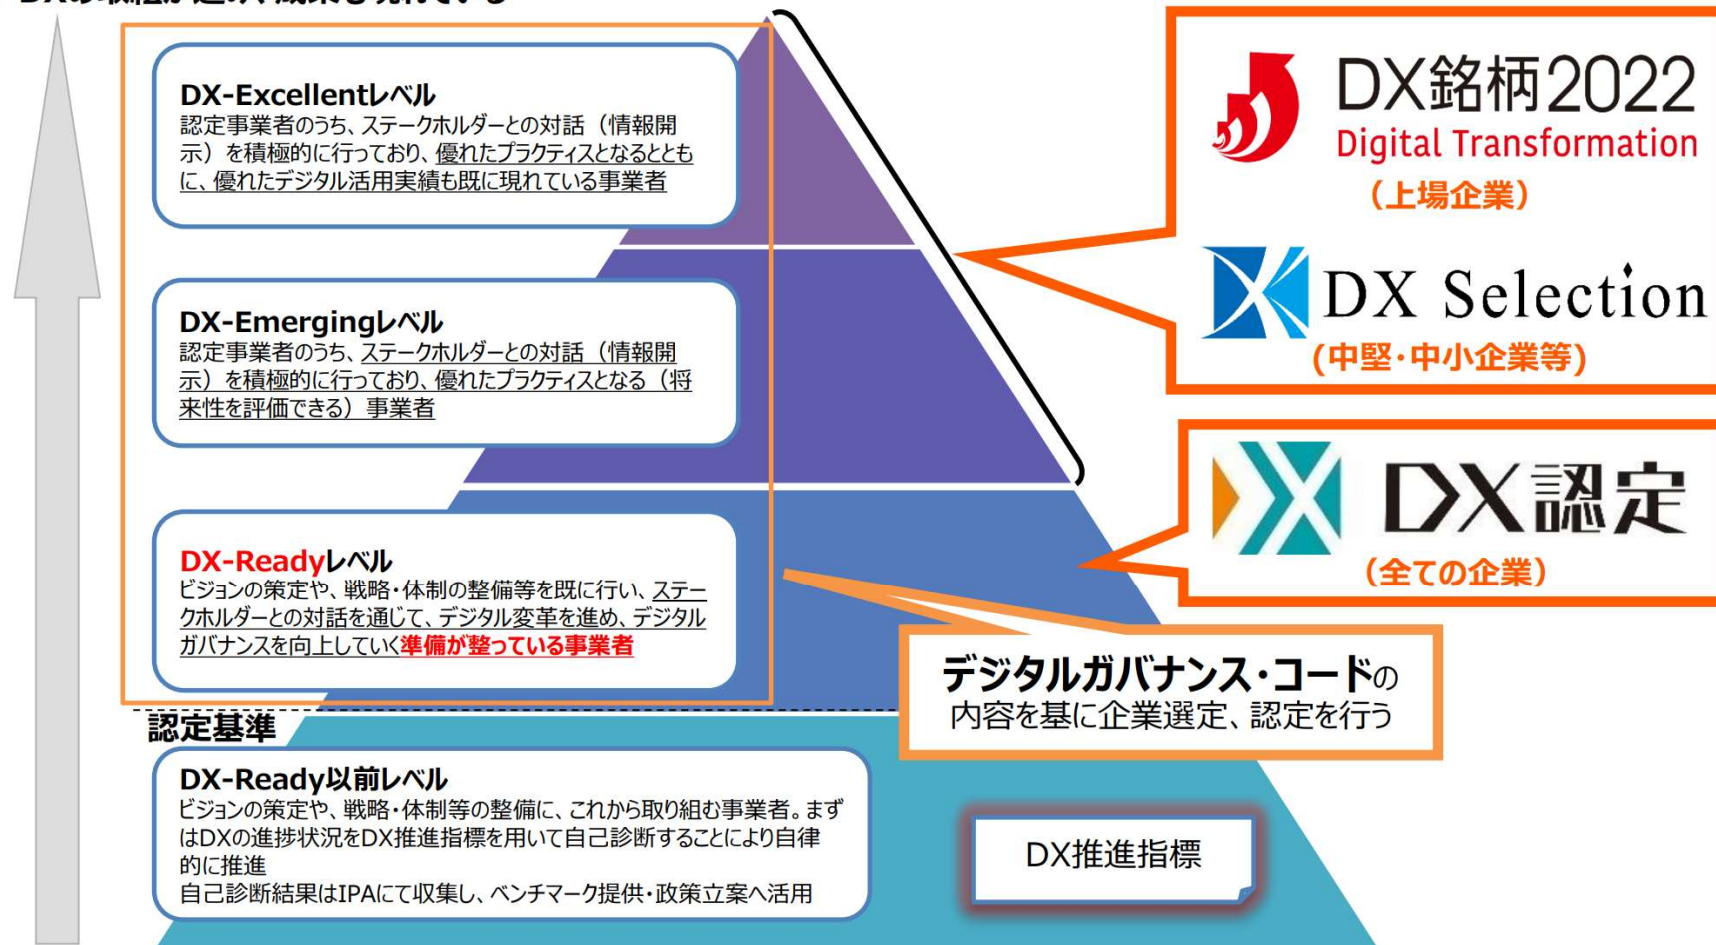 DXの取組が進み、成果も現れている
DX-Excellentレベル
認定事業者のうち、ステークホルダーとの対話（情報開
示）を積極的に行っており、優れたプラクティスとなるととも
に、優れたデジタル活用実績も既に現れている事業者
DX-Emergingレベル
認定事業者のうち、ステークホルダーとの対話（情報開
示）を積極的に行っており、優れたプラクティスとなる（将
来性を評価できる）事業者
DX-Readyレベル
ビジョンの策定や、戦略・体制の整備等を既に行い、ステー
クホルダーとの対話を通じて、デジタル変革を進め、デジタル
ガバナンスを向上していく準備が整っている事業者
認定基準
DX-Ready以前レベル
ビジョンの策定や、戦略・体制等の整備に、これから取り組む事業者。まず
はDXの進捗状況をDX推進指標を用いて自己診断することにより自律
的に推進
自己診断結果はIPAにて収集し、ベンチマーク提供・政策立案へ活用
DX銘柄2022
Digital Transformation
（上場企業）
DX Selection
(中堅・中小企業等)
DX認定
（全ての企業）
デジタルガバナンス・コードの
内容を基に企業選定、認定を行う
DX推進指標